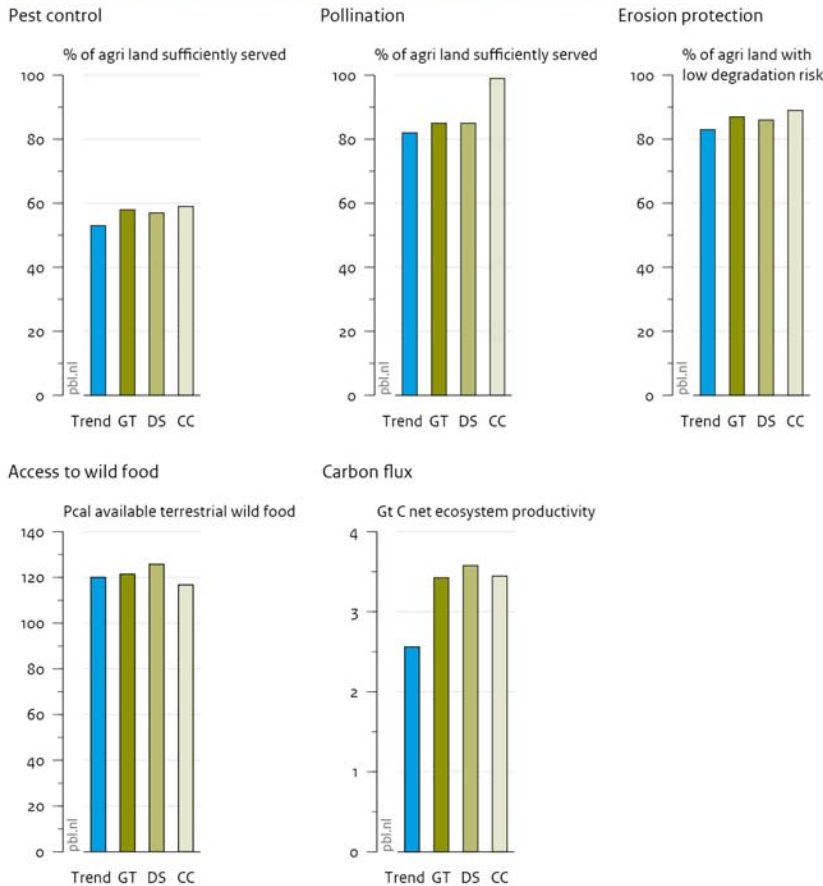 Pest control
% of agri land sufficiently served
100
80
60
40
20
0
pbl.nl
Trend GT DS CC
Pollination
% of agri land sufficiently served
100
80
60
40
20
0
pbl.nl
Trend GT DS CC
Erosion protection
% of agri land with
low degradation risk
100
80
60
40
20
0
pbl.nl
Trend GT DS CC
Access to wild food
Pcal available terrestrial wild food
140
120
100
80
60
40
20
0
pbl.nl
Trend GT DS CC
Carbon flux
Gt C net ecosystem productivity
4
3
2
1
0
pbl.nl
Trend GT DS CC